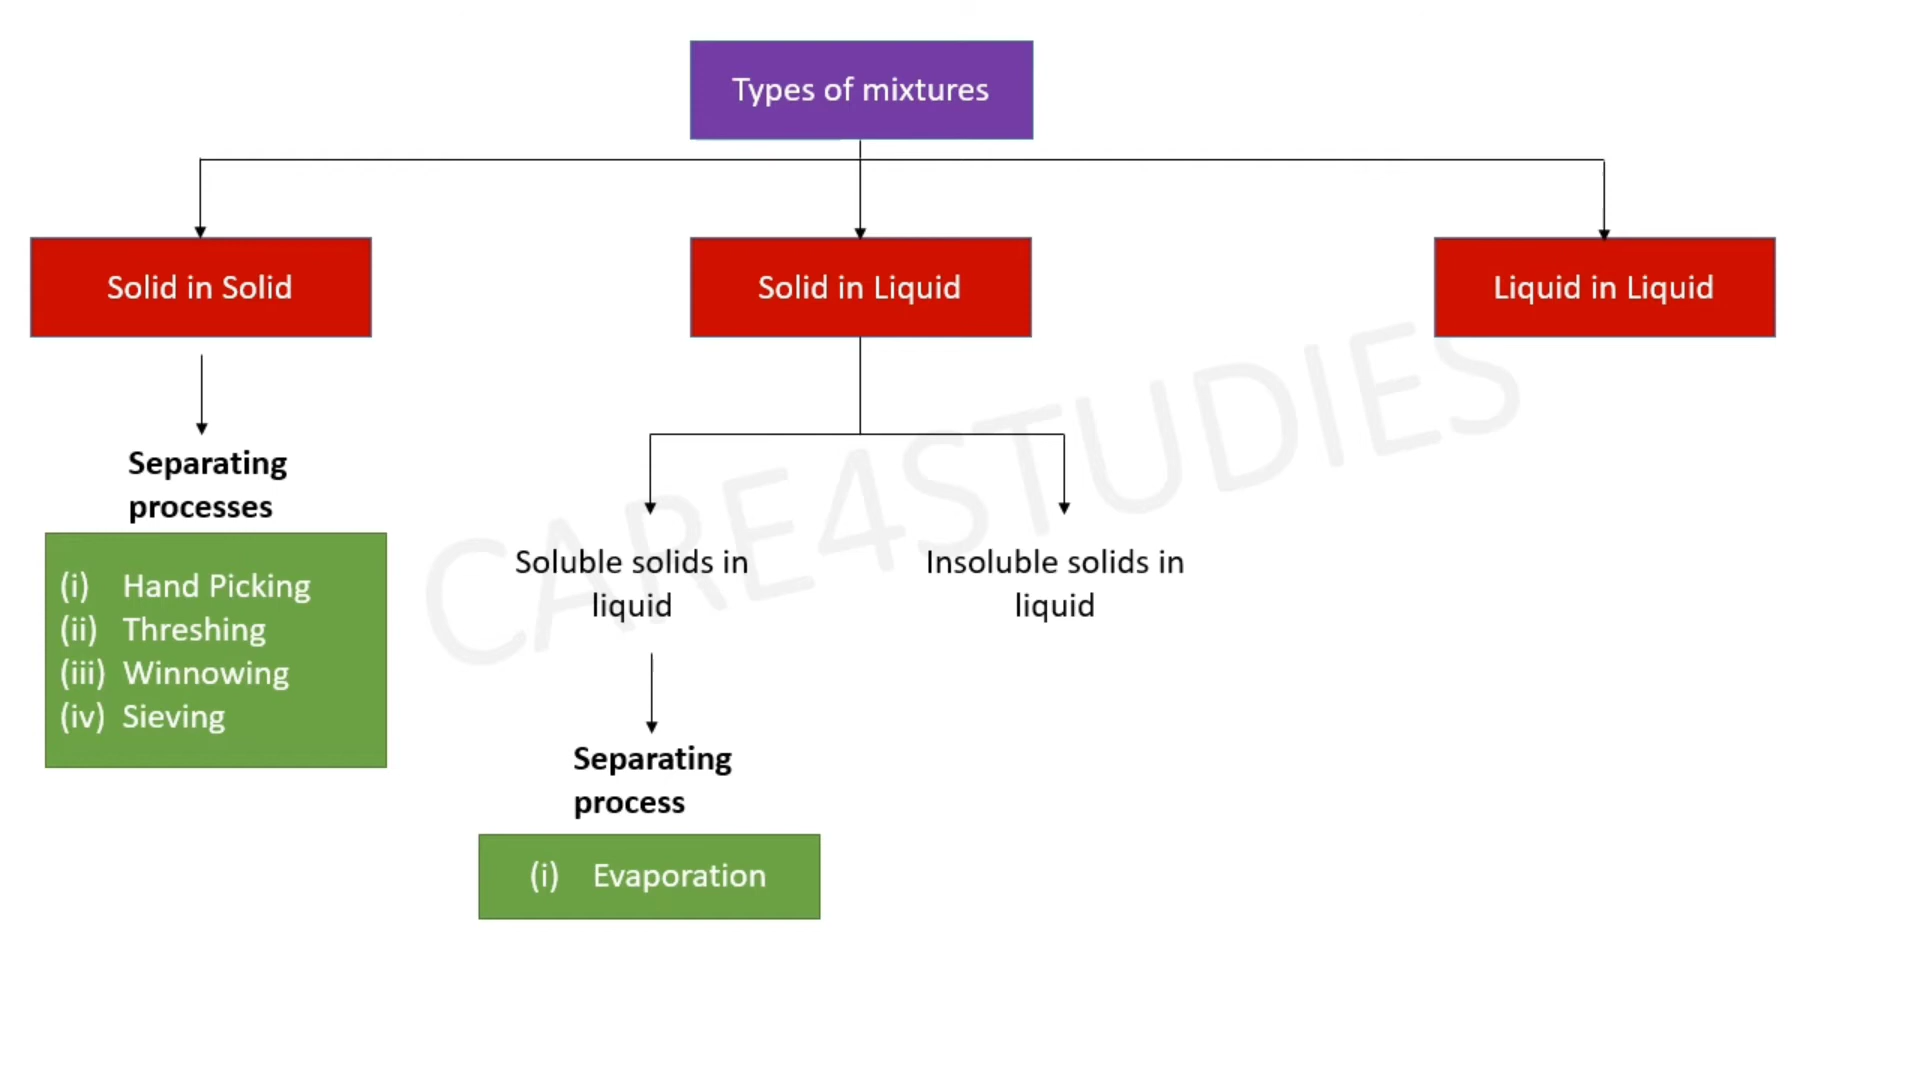 Types of mixtures
Solid in Solid
Solid in Liquid
Liquid in Liquid
Separating
processes
(i) Hand Picking
(ii) Threshing
(iii) Winnowing
(iv) Sieving
Soluble solids in
liquid
Insoluble solids in
liquid
Separating
process
(i) Evaporation
CARE4STUDIES